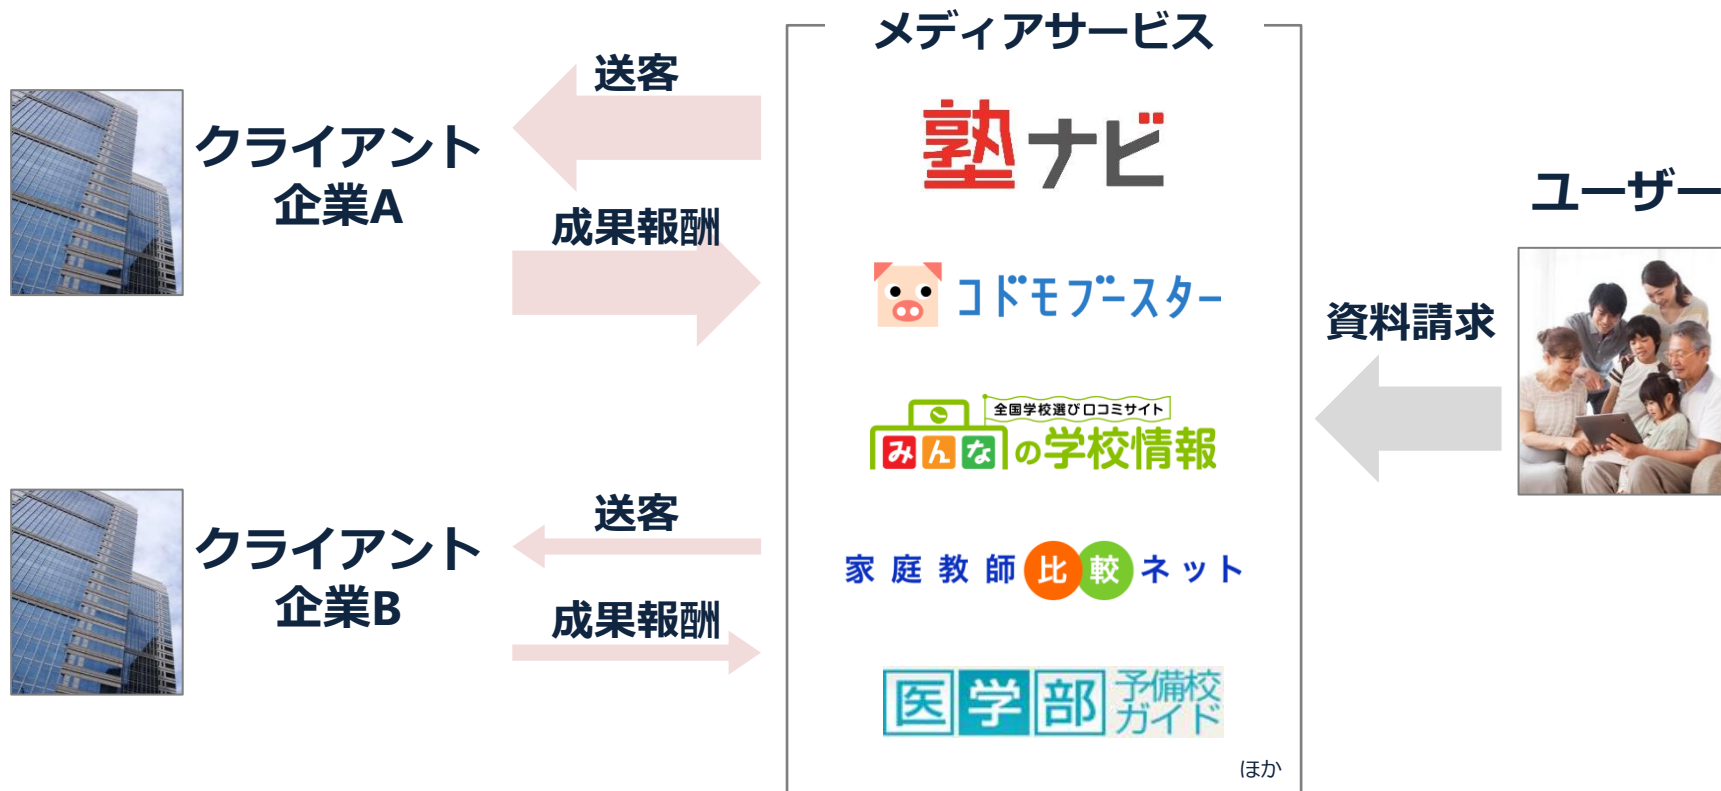 メディアサービス
送客
クライアント
企業A
成果報酬
塾ナビ
コドモブースター
全国学校選び口コミサイト
みんなの学校情報
家庭教師比較ネット
医学部予備校
ガイド
ほか
送客
クライアント
企業B
成果報酬
ユーザー
資料請求